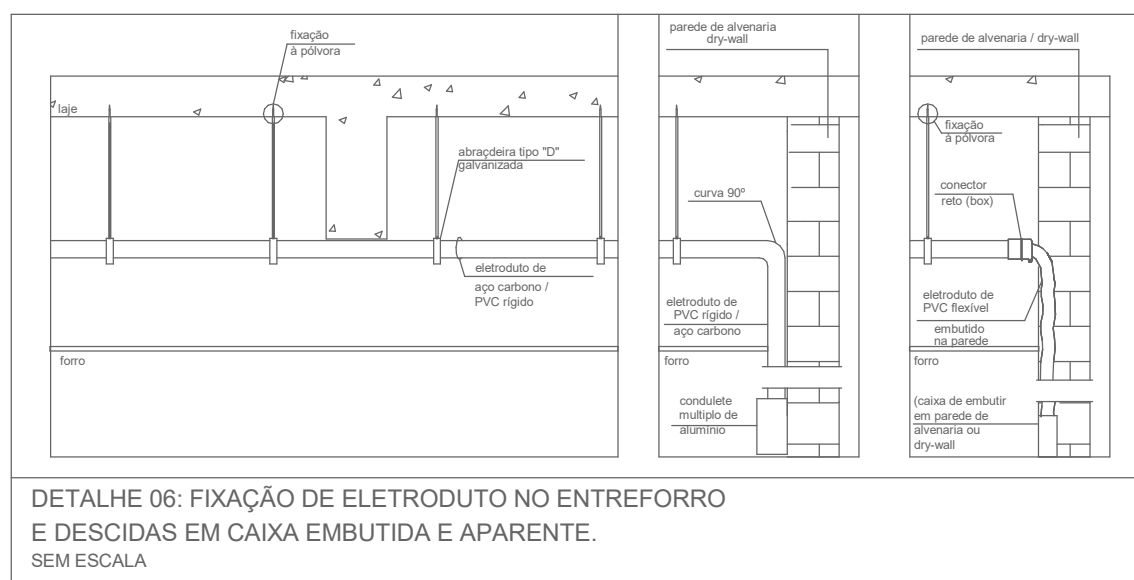 fixação
à pólvora
laje
abraçdeira tipo "D"
galvanizada
eletroduto de
aço carbono /
PVC rígido
forro
parede de alvenaria
dry-wall
curva 90º
eletroduto de
PVC rígido /
aço carbono
forro
condulete
multiplo de
alumínio
parede de alvenaria / dry-wall
fixação
à pólvora
conector
reto (box)
eletroduto de
PVC flexível
embutido
na parede
forro
(caixa de embutir
em parede de
alvenaria ou
dry-wall
DETALHE 06: FIXAÇÃO DE ELETRODUTO NO ENTREFORRO
E DESCIDAS EM CAIXA EMBUTIDA E APARENTE.
SEM ESCALA